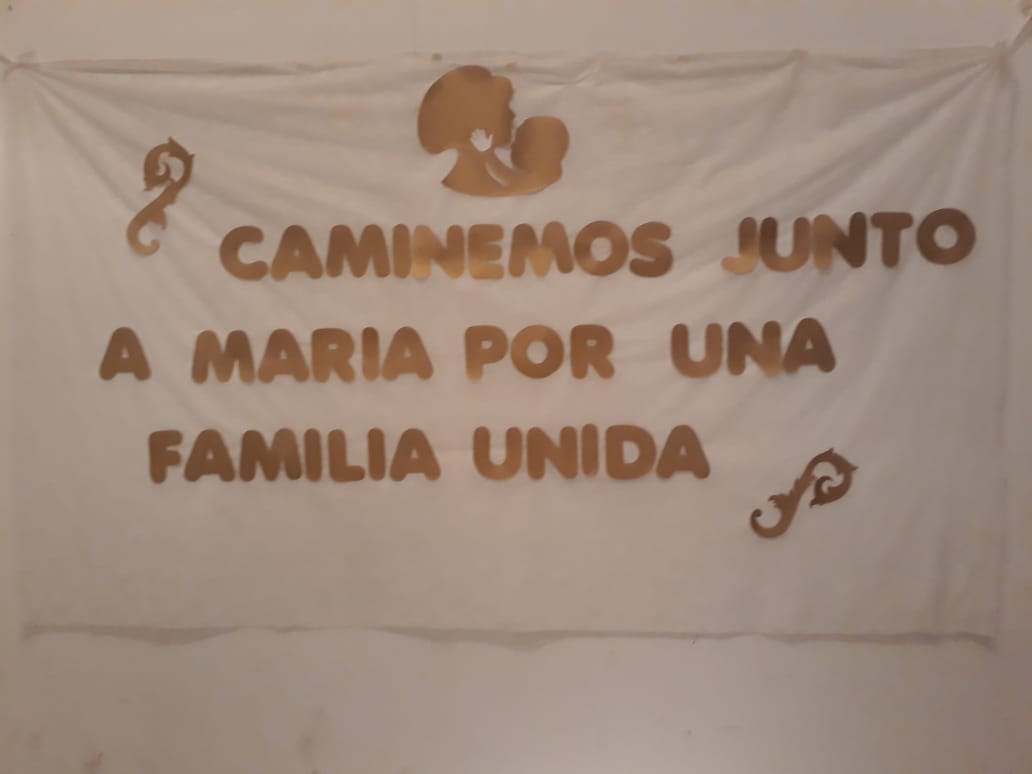 CAMINEMOS JUNTO
A MARIA POR UNA
FAMILIA UNIDA